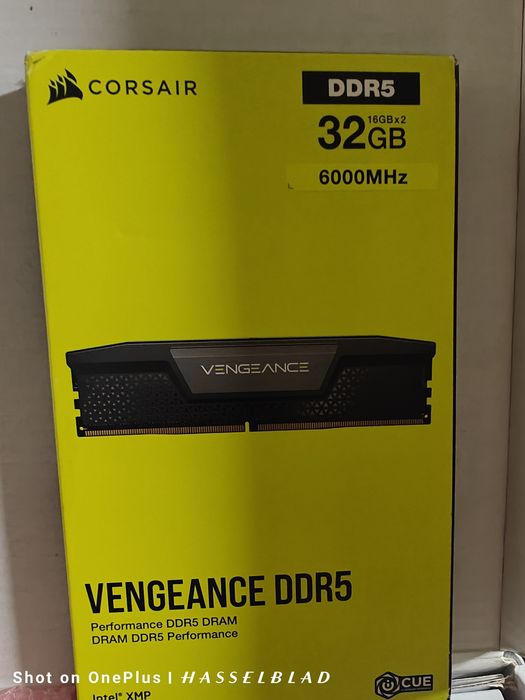 CORSAIR
DDR5
16GBx2
32GB
6000MHz
VENGEANCE
VENGEANCE DDR5
Performance DDR5 DRAM
DRAM DDR5 Performance
Intel® XMP
iCUE
Shot on OnePlus | HASSELBLAD